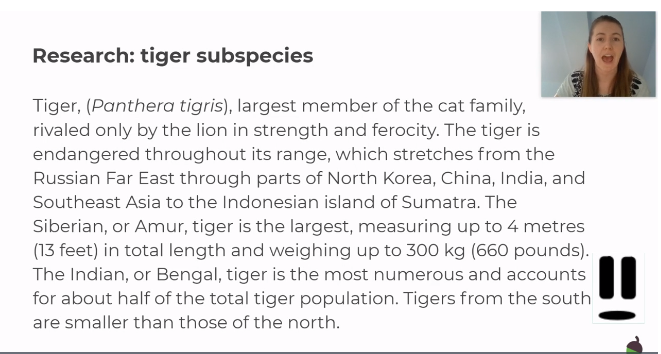 Research: tiger subspecies
Tiger, (Panthera tigris), largest member of the cat family,
rivaled only by the lion in strength and ferocity. The tiger is
endangered throughout its range, which stretches from the
Russian Far East through parts of North Korea, China, India, and
Southeast Asia to the Indonesian island of Sumatra. The
Siberian, or Amur, tiger is the largest, measuring up to 4 metres
(13 feet) in total length and weighing up to 300 kg (660 pounds).
The Indian, or Bengal, tiger is the most numerous and accounts
for about half of the total tiger population. Tigers from the south
are smaller than those of the north.